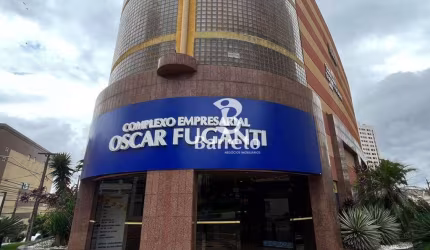 COMPLEXO EMPRESARIAL
OSCAR FUGANTI
Barreto